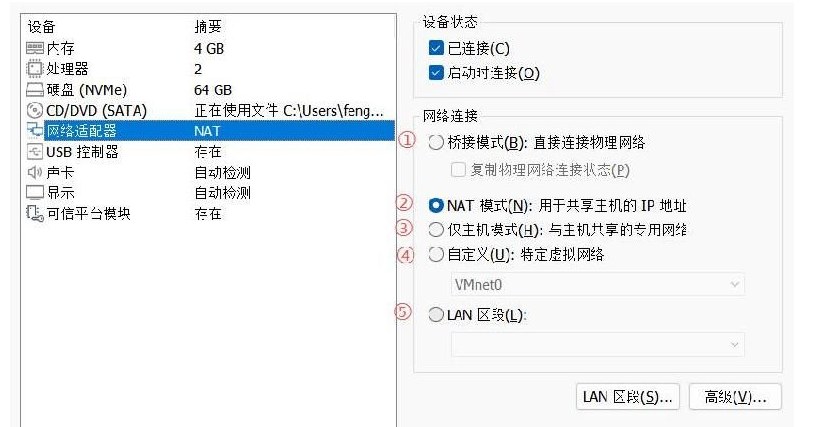 设备 摘要
内存 4 GB
处理器 2
硬盘 (NVMe) 64 GB
CD/DVD (SATA) 正在使用文件 C:\Users\feng...
网络适配器 NAT
USB 控制器 存在
声卡 自动检测
显示 自动检测
可信平台模块 存在
设备状态
已连接(C)
启动时连接(O)
网络连接
① 桥接模式(B): 直接连接物理网络
复制物理网络连接状态(P)
② NAT 模式(N): 用于共享主机的 IP 地址
③ 仅主机模式(H): 与主机共享的专用网络
④ 自定义(U): 特定虚拟网络
VMnet0
⑤ LAN 区段(L):
LAN 区段(S)... 高级(V)...